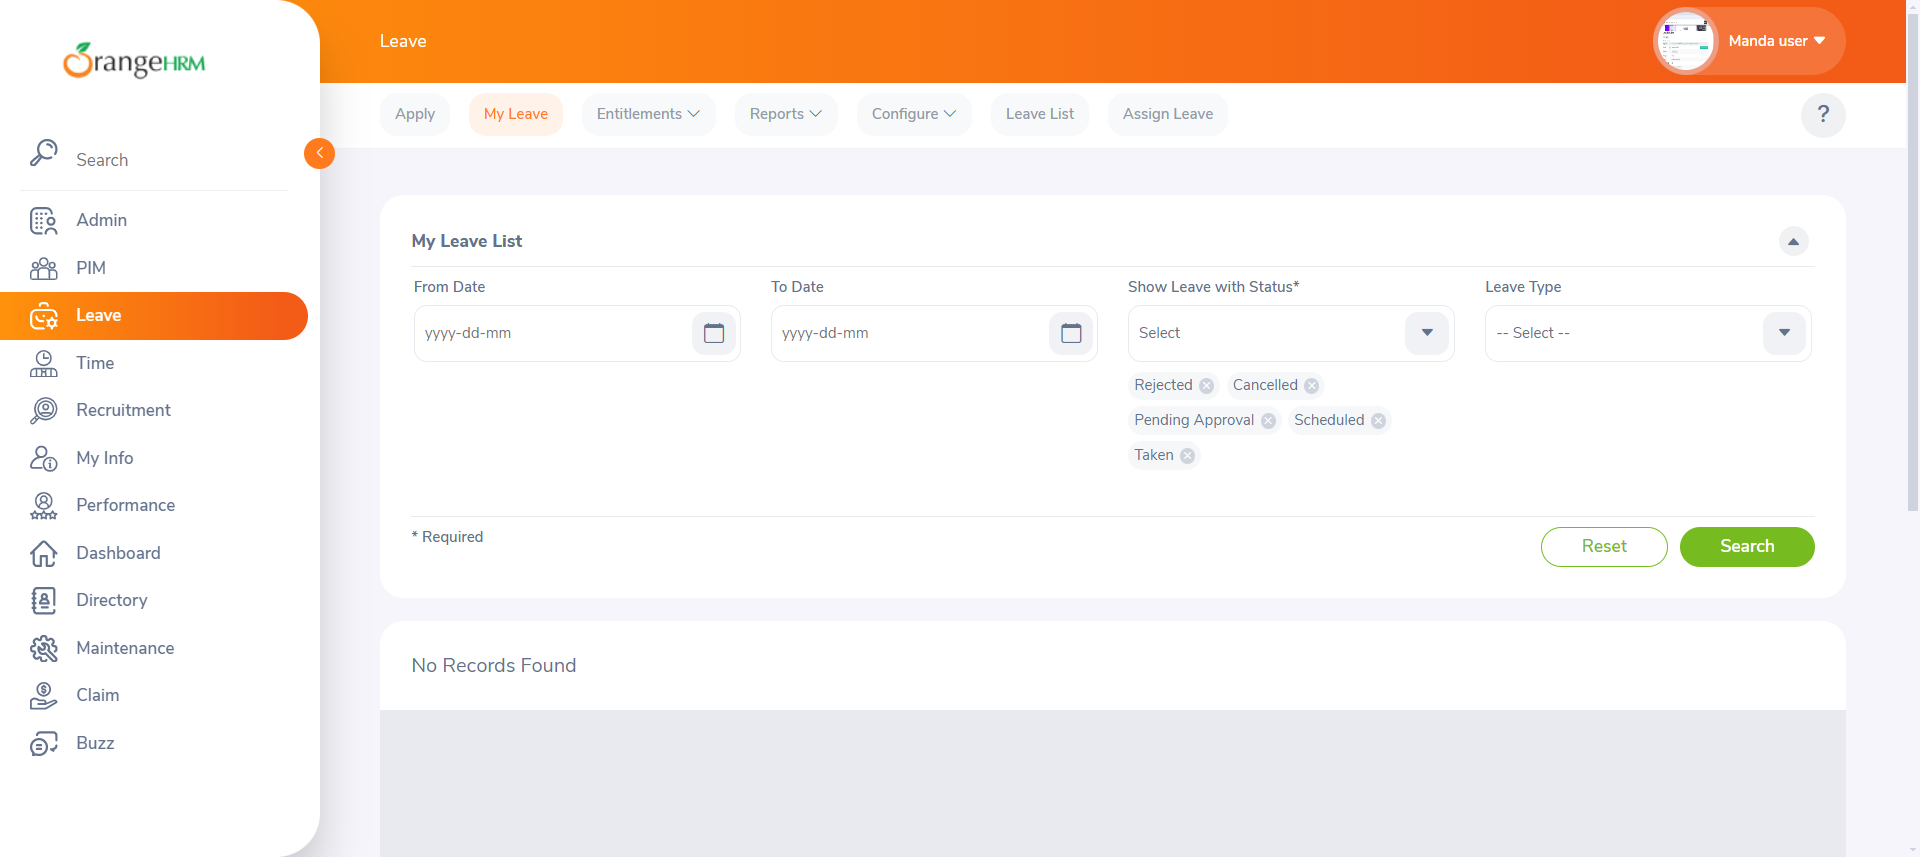 OrangeHRM
Leave
Manda user
Apply
My Leave
Entitlements
Reports
Configure
Leave List
Assign Leave
?
Search
Admin
PIM
Leave
Time
Recruitment
My Info
Performance
Dashboard
Directory
Maintenance
Claim
Buzz
My Leave List
From Date
To Date
Show Leave with Status*
Leave Type
yyyy-dd-mm
yyyy-dd-mm
Select
-- Select --
Rejected
Cancelled
Pending Approval
Scheduled
Taken
* Required
Reset
Search
No Records Found